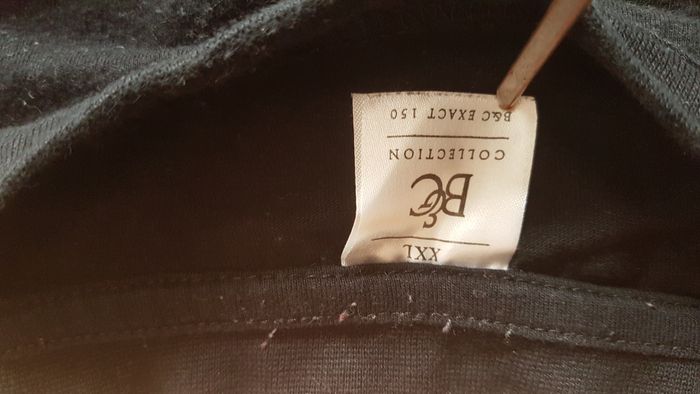 B&C EXACT 150
COLLECTION
B&C
XXL